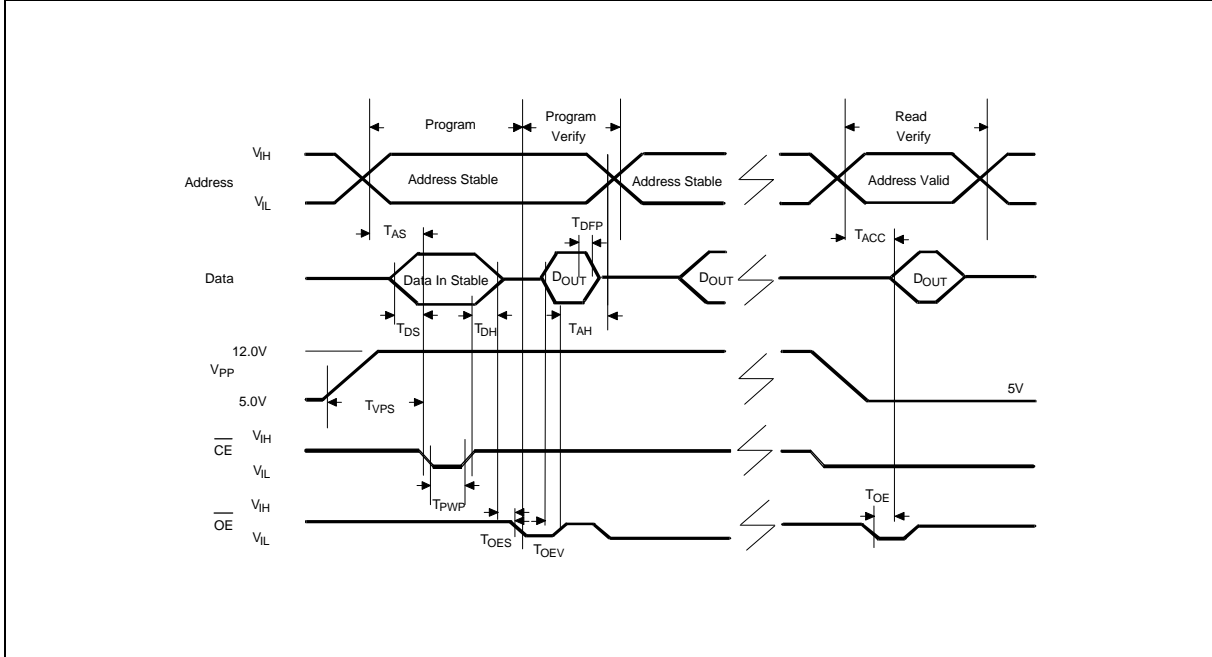 Program
Program
Verify
Read
Verify
VIH
Address
VIL
Address Stable
Address Stable
Address Valid
TAS
TDFP
TACC
Data
Data In Stable
DOUT
DOUT
DOUT
TDS
TDH
TAH
12.0V
VPP
5.0V
TVPS
5V
VIH
CE
VIL
TPWP
VIH
OE
VIL
TOES
TOEV
TOE